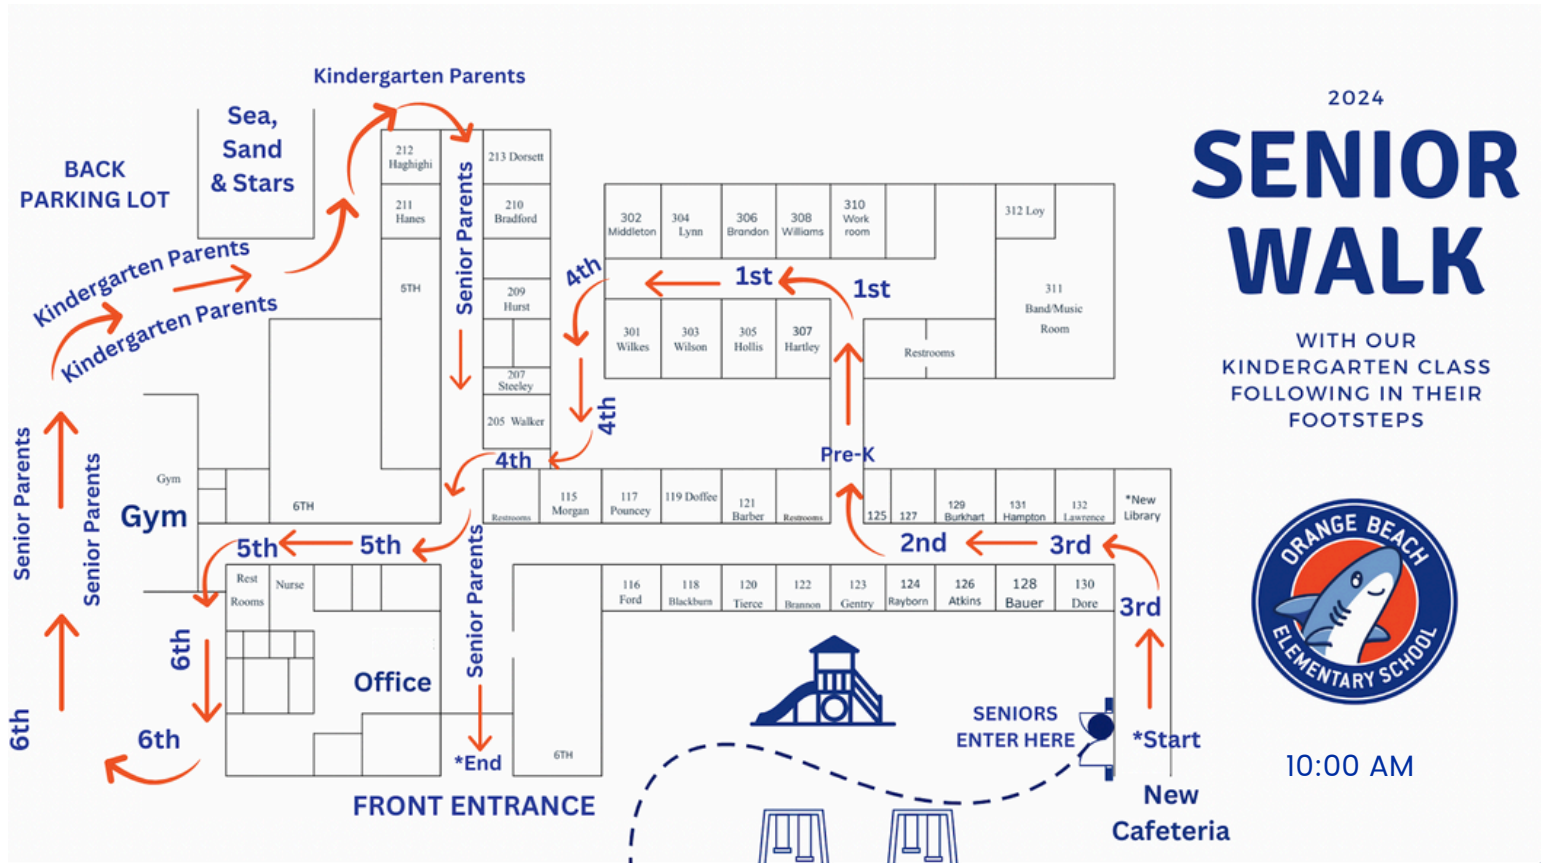 Kindergarten Parents
Sea,
Sand
& Stars
BACK
PARKING LOT
Kindergarten Parents
Kindergarten Parents
Senior Parents
Senior Parents
6th
Gym
Gym
212
Haghighi
211
Hanes
5TH
6TH
Senior Parents
213 Dorsett
210
Bradford
209
Hurst
207
Steeley
205 Walker
4th
4th
4th
302
Middleton
304
Lynn
306
Brandon
308
Williams
310
Work
room
312 Loy
311
Band/Music
Room
1st
1st
301
Wilkes
303
Wilson
305
Hollis
307
Hartley
Restrooms
Pre-K
Restrooms
115
Morgan
117
Pouncey
119 Doffee
121
Barber
Restrooms
125
127
129
Burkhart
131
Hampton
132
Lawrence
*New
Library
5th
5th
2nd
3rd
3rd
Rest
Rooms
Nurse
Senior Parents
116
Ford
118
Blackburn
120
Tierce
122
Brannon
123
Gentry
124
Rayborn
126
Atkins
128
Bauer
130
Dore
6th
6th
Office
*End
6TH
FRONT ENTRANCE
SENIORS
ENTER HERE
*Start
New
Cafeteria
2024
SENIOR
WALK
WITH OUR
KINDERGARTEN CLASS
FOLLOWING IN THEIR
FOOTSTEPS
ORANGE BEACH
ELEMENTARY SCHOOL
10:00 AM